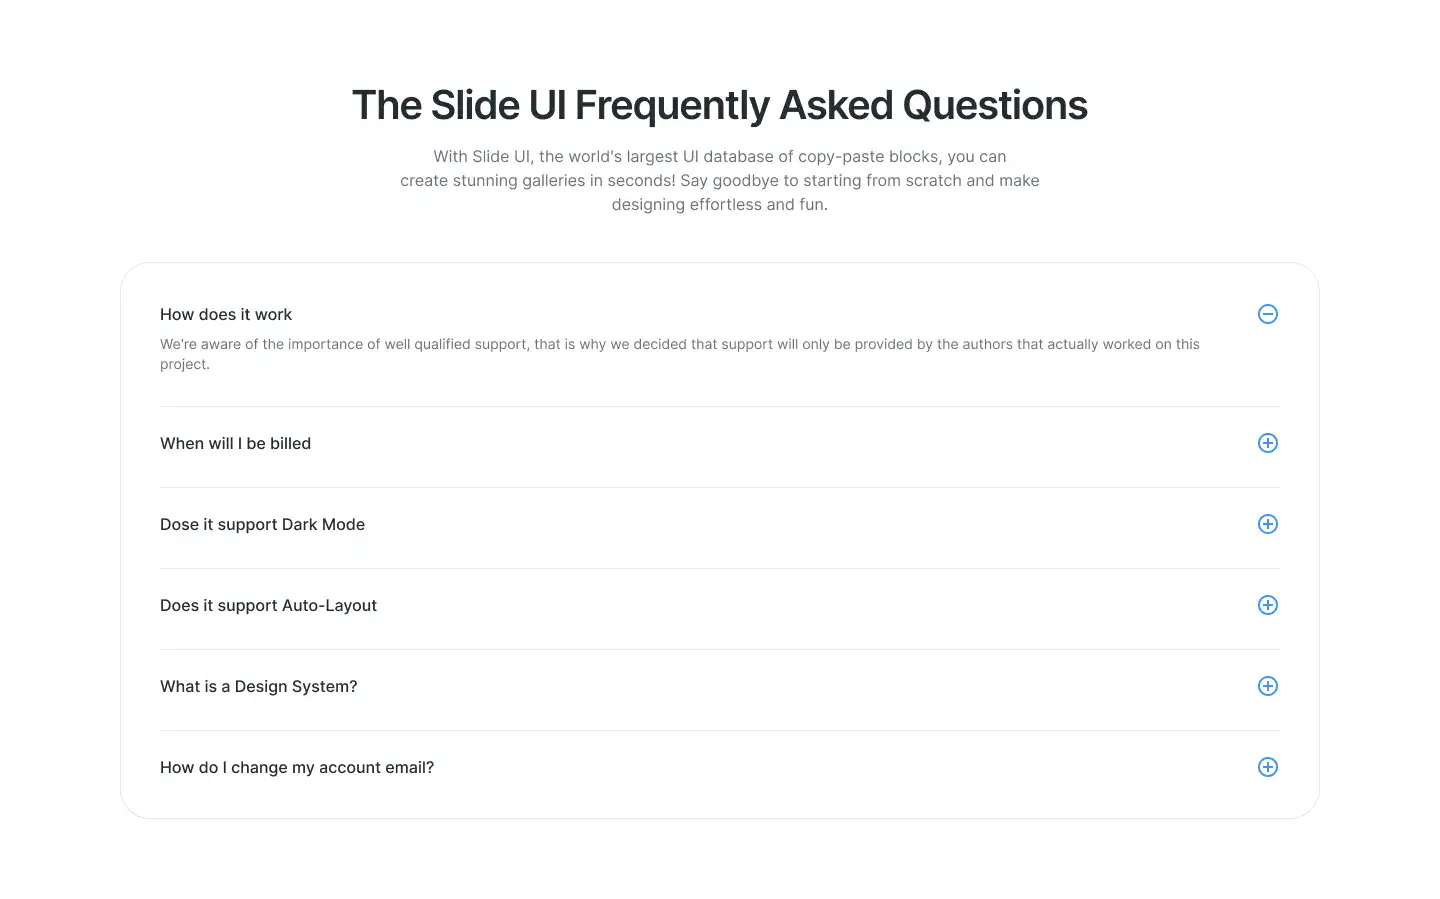 The Slide UI Frequently Asked Questions
With Slide UI, the world's largest UI database of copy-paste blocks, you can
create stunning galleries in seconds! Say goodbye to starting from scratch and make
designing effortless and fun.
How does it work
We're aware of the importance of well qualified support, that is why we decided that support will only be provided by the authors that actually worked on this
project.
When will I be billed
Dose it support Dark Mode
Does it support Auto-Layout
What is a Design System?
How do I change my account email?